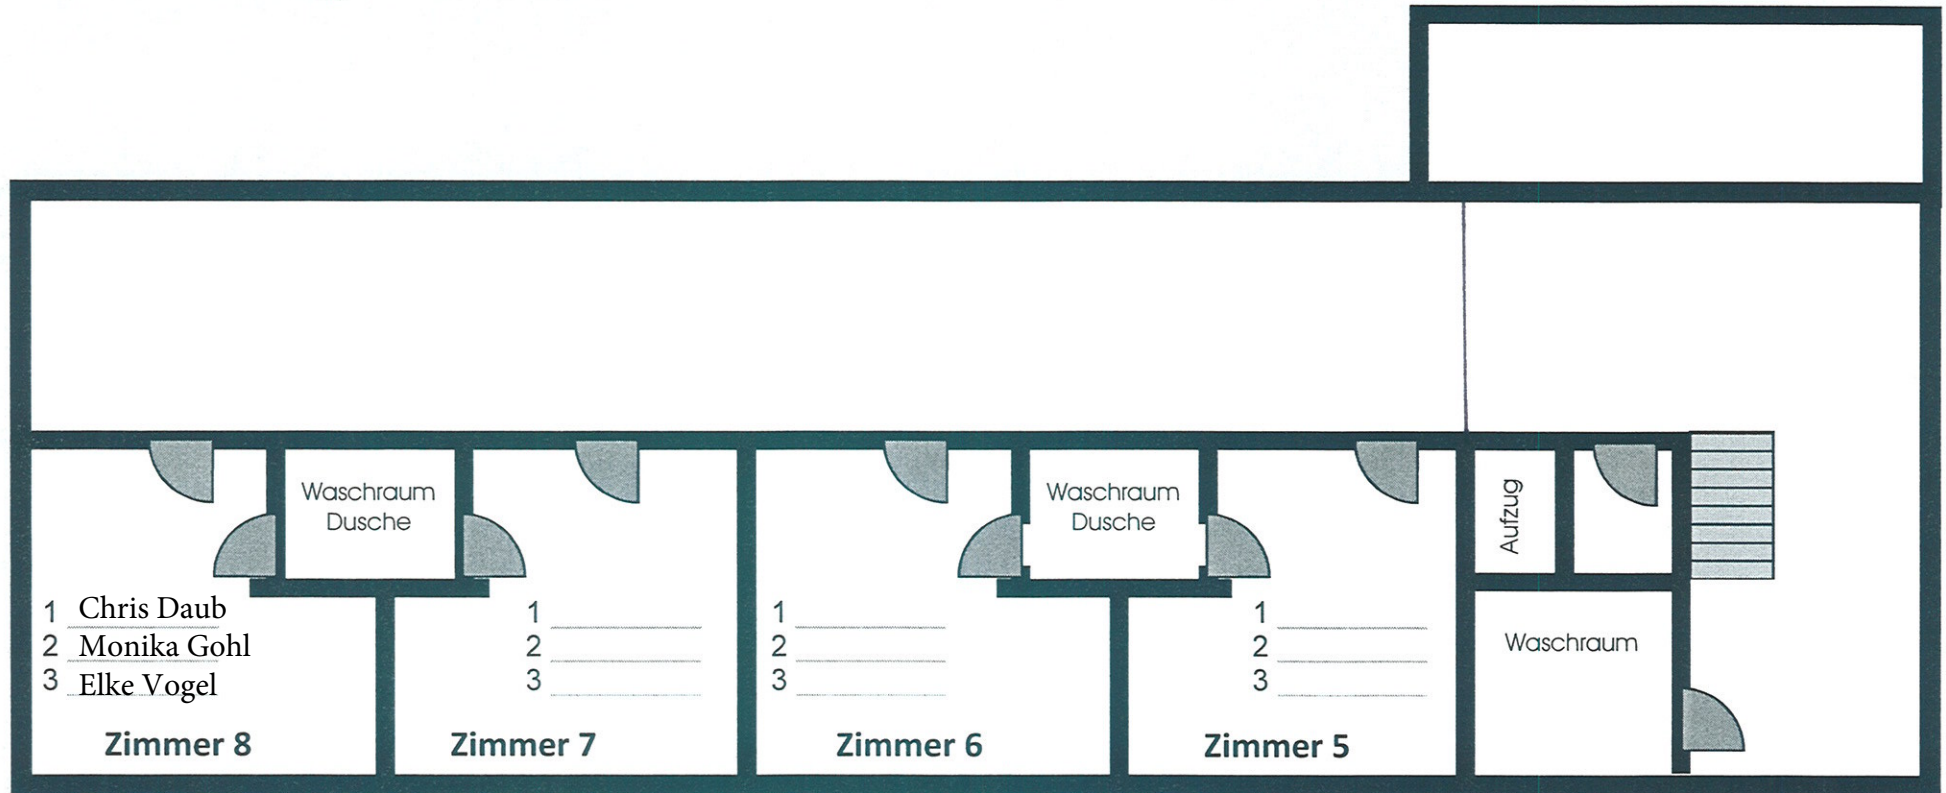 Waschraum
Dusche
Waschraum
Dusche
Aufzug
1 Chris Daub
2 Monika Gohl
3 Elke Vogel
Zimmer 8
1
2
3
Zimmer 7
1
2
3
Zimmer 6
1
2
3
Zimmer 5
Waschraum